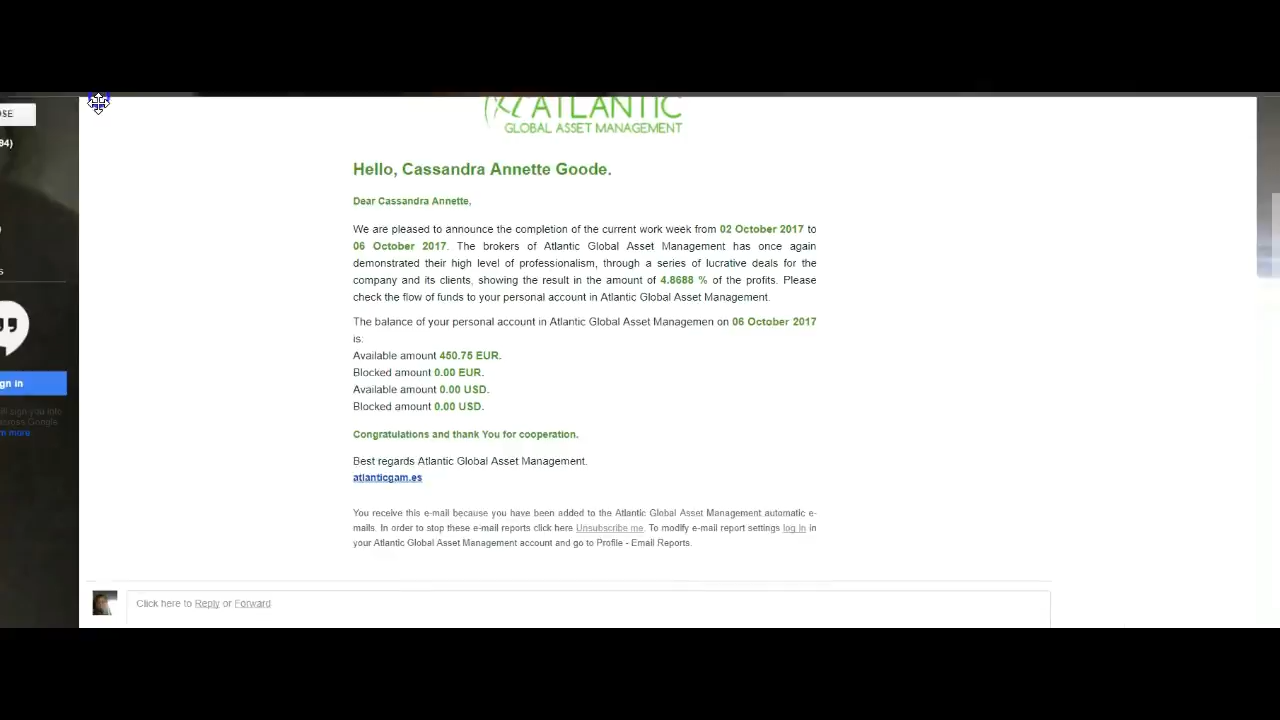 ATLANTIC
GLOBAL ASSET MANAGEMENT
OSE
94)
Hello, Cassandra Annette Goode.
Dear Cassandra Annette,
We are pleased to announce the completion of the current work week from 02 October 2017 to
06 October 2017. The brokers of Atlantic Global Asset Management has once again
demonstrated their high level of professionalism, through a series of lucrative deals for the
company and its clients, showing the result in the amount of 4.8688 % of the profits. Please
check the flow of funds to your personal account in Atlantic Global Asset Management.
The balance of your personal account in Atlantic Global Asset Managemen on 06 October 2017
is:
Available amount 450.75 EUR.
Blocked amount 0.00 EUR.
Available amount 0.00 USD.
Blocked amount 0.00 USD.
gn in
Congratulations and thank You for cooperation.
Best regards Atlantic Global Asset Management.
atlanticgam.es
You receive this e-mail because you have been added to the Atlantic Global Asset Management automatic e-
mails. In order to stop these e-mail reports click here Unsubscribe me. To modify e-mail report settings log in in
your Atlantic Global Asset Management account and go to Profile - Email Reports.
Click here to Reply or Forward